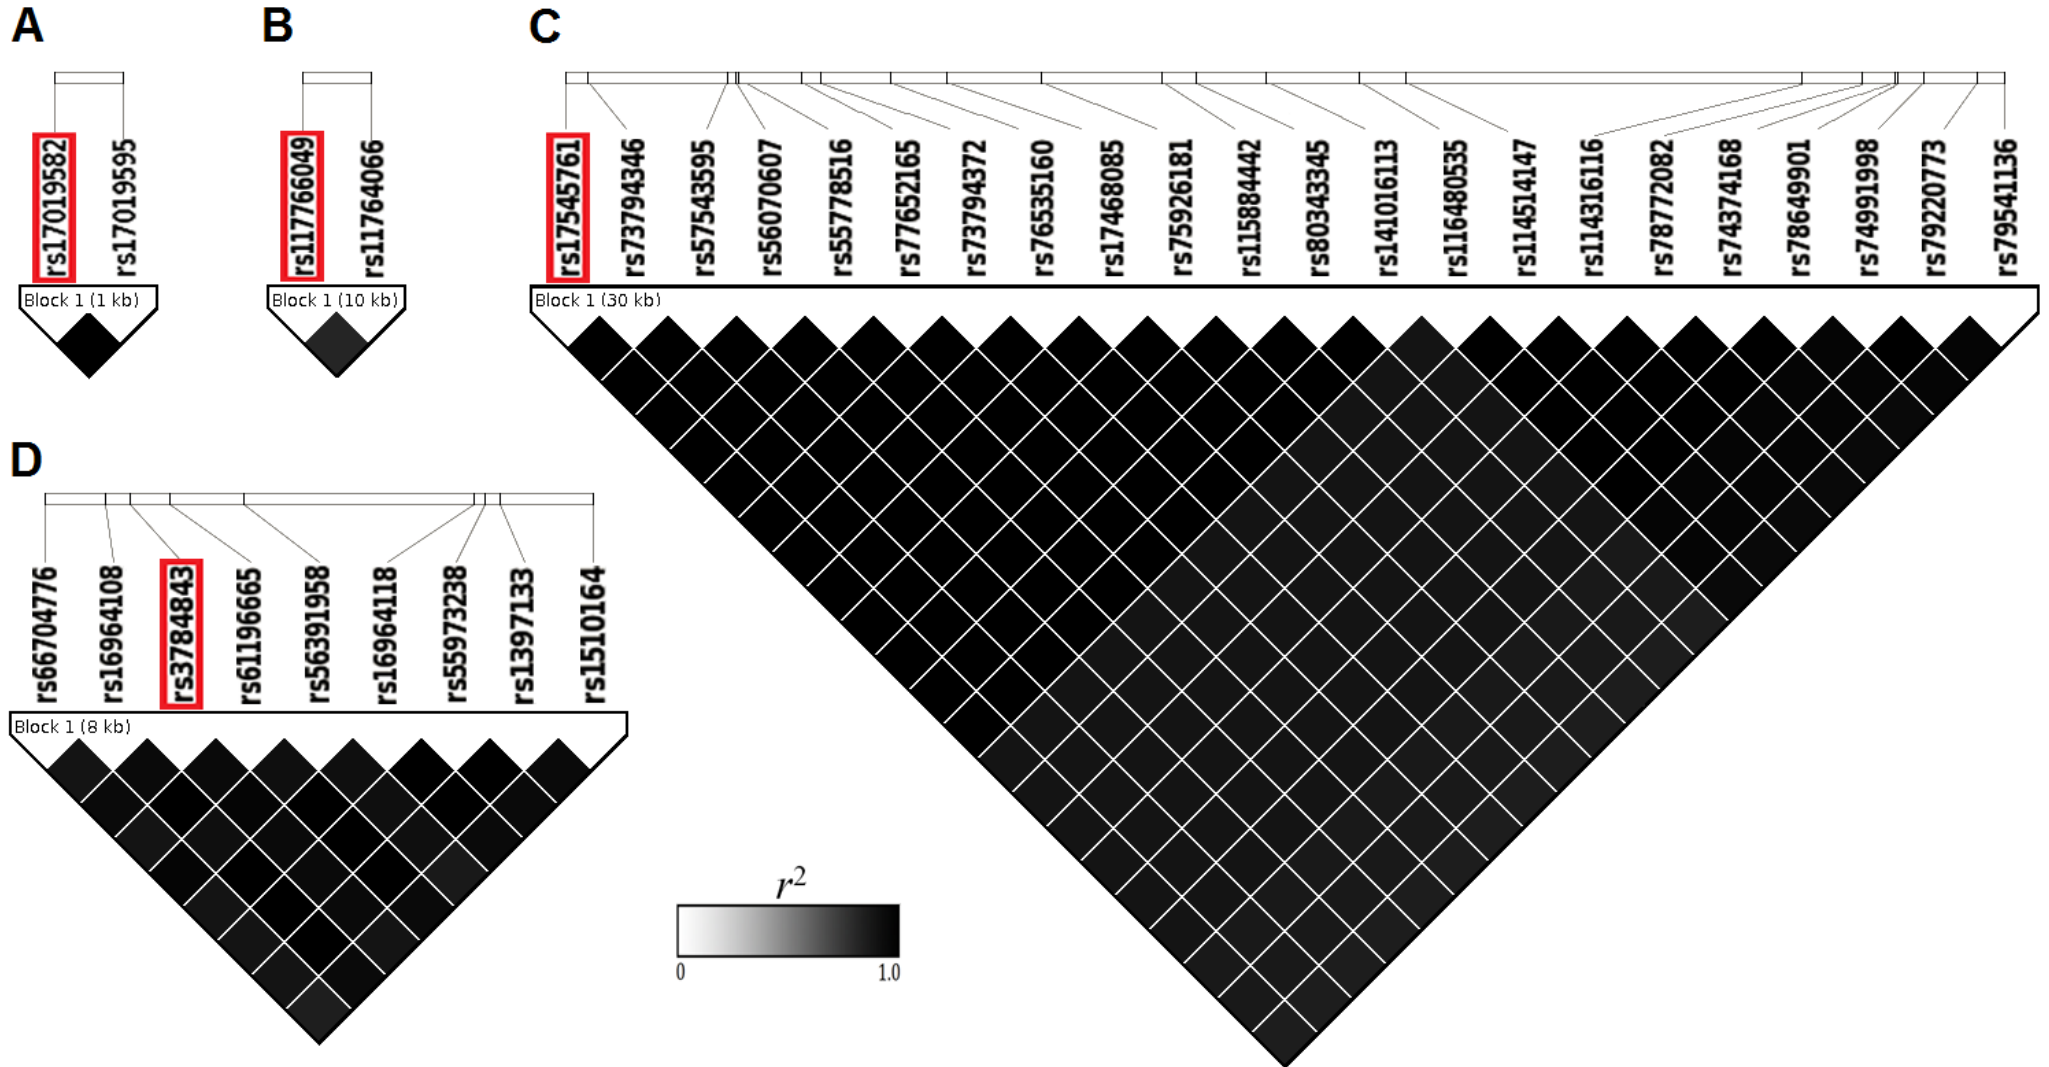 A
B
C
rs17019582
rs17019595
rs117766049
rs11764066
rs17545761
rs73794346
rs57543595
rs56070607
rs55778516
rs77652165
rs73794372
rs76535160
rs17468085
rs75926181
rs115884442
rs80343345
rs141016113
rs116480535
rs114514147
rs114316116
rs78772082
rs74374168
rs78649901
rs74991998
rs79220773
rs79541136
Block 1 (1 kb)
Block 1 (10 kb)
Block 1 (30 kb)
D
rs66704776
rs16964108
rs3784843
rs61196665
rs56391958
rs16964118
rs55973238
rs1397133
rs1510164
Block 1 (8 kb)
r²
0
1.0